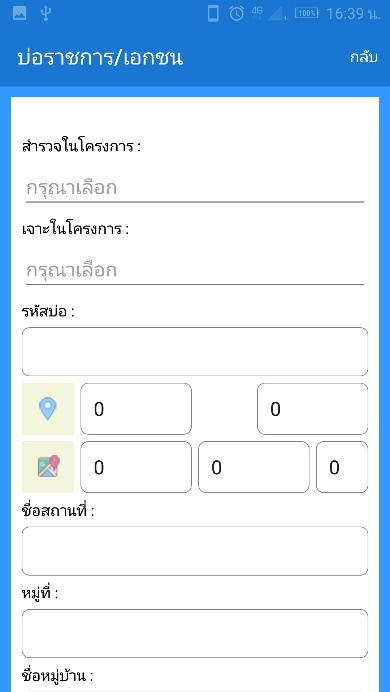 4G 100% 16:39 น.
บ่อราชการ/เอกชน กลับ
สำรวจในโครงการ :
กรุณาเลือก
เจาะในโครงการ :
กรุณาเลือก
รหัสบ่อ :
0 0
0 0 0
ชื่อสถานที่ :
หมู่ที่ :
ชื่อหมู่บ้าน :